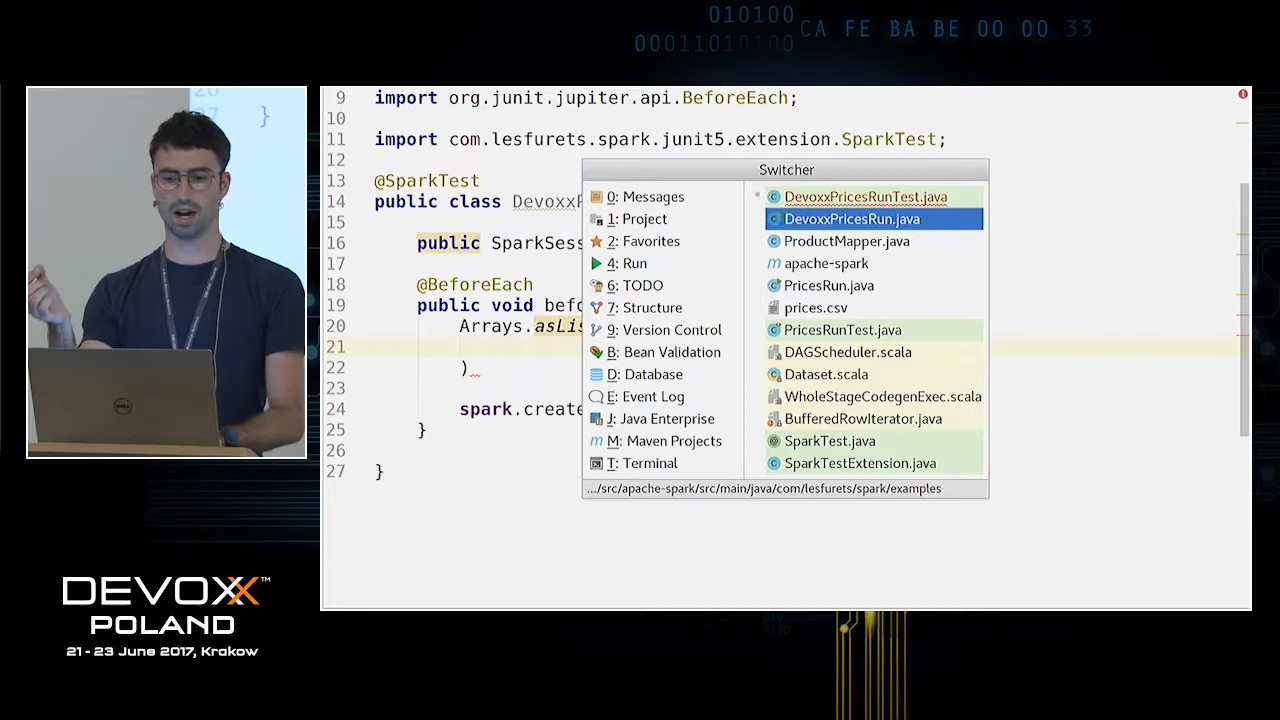 010100
00011010100
CA FE BA BE 00 00 33
}
9 import org.junit.jupiter.api.BeforeEach;
10
11 import com.lesfurets.spark.junit5.extension.SparkTest;
12
13 @SparkTest
14 public class Devoxx
15
16 public SparkSess
17
18 @BeforeEach
19 public void befo
20 Arrays.asLis
21
22 )
23
24 spark.create
25 }
26
27 }
Switcher
0: Messages
1: Project
2: Favorites
4: Run
6: TODO
7: Structure
9: Version Control
B: Bean Validation
D: Database
E: Event Log
J: Java Enterprise
M: Maven Projects
T: Terminal
* DevoxxPricesRunTest.java
DevoxxPricesRun.java
ProductMapper.java
m apache-spark
PricesRun.java
prices.csv
PricesRunTest.java
DAGScheduler.scala
Dataset.scala
WholeStageCodegenExec.scala
BufferedRowIterator.java
SparkTest.java
SparkTestExtension.java
.../src/apache-spark/src/main/java/com/lesfurets/spark/examples
DELL
DEVOXX™
POLAND
21 - 23 June 2017, Krakow